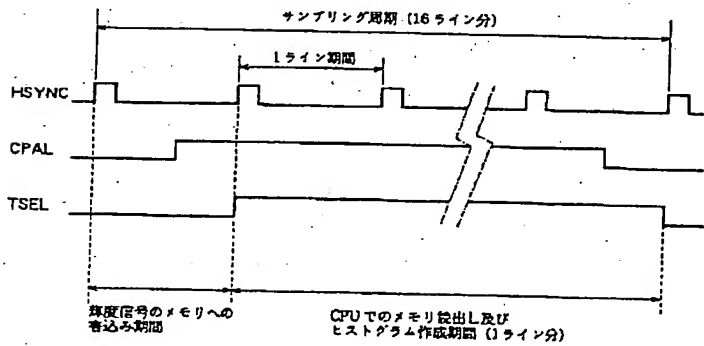 サンプリング周期 (16ライン分)
1ライン期間
HSYNC
CPAL
TSEL
輝度信号のメモリへの
書込み期間
CPUでのメモリ読出し及び
ヒストグラム作成期間 (1ライン分)